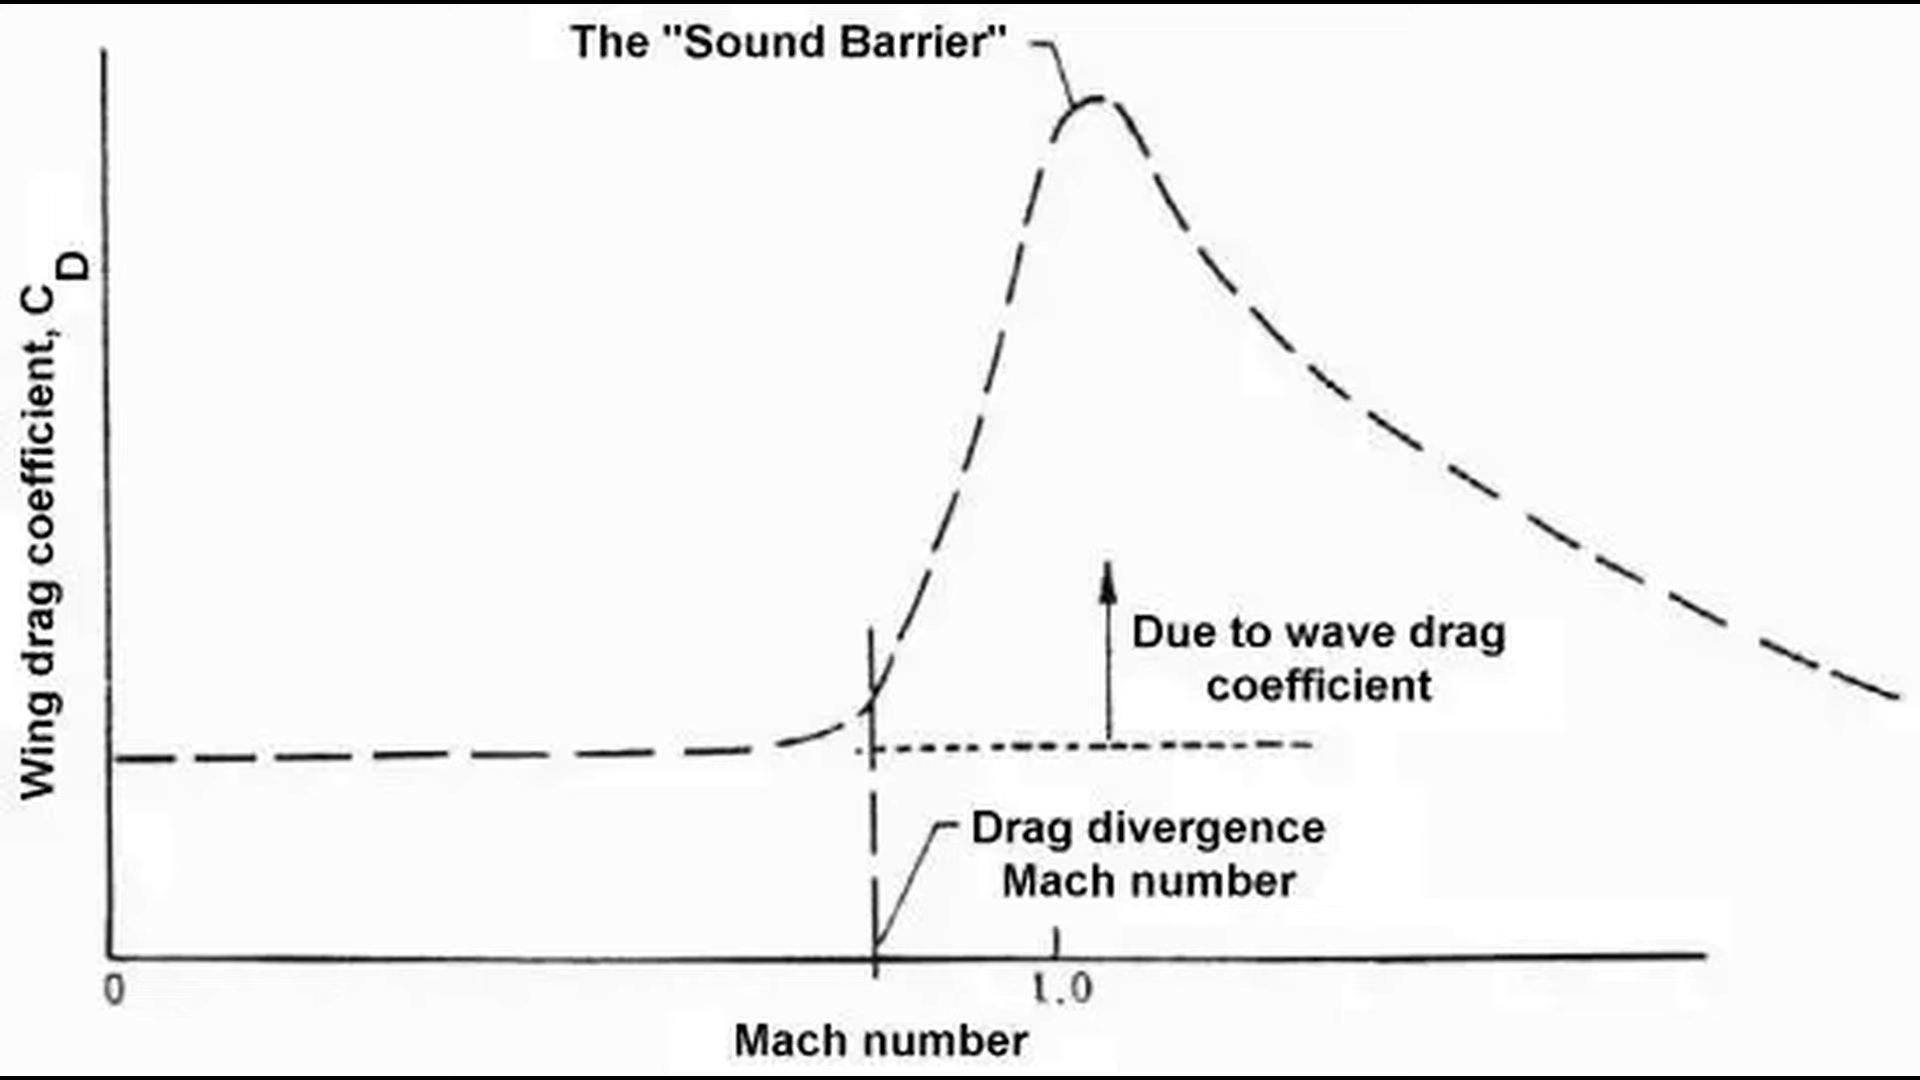 The "Sound Barrier"
Wing drag coefficient, C
D
Due to wave drag
coefficient
Drag divergence
Mach number
0
1.0
Mach number